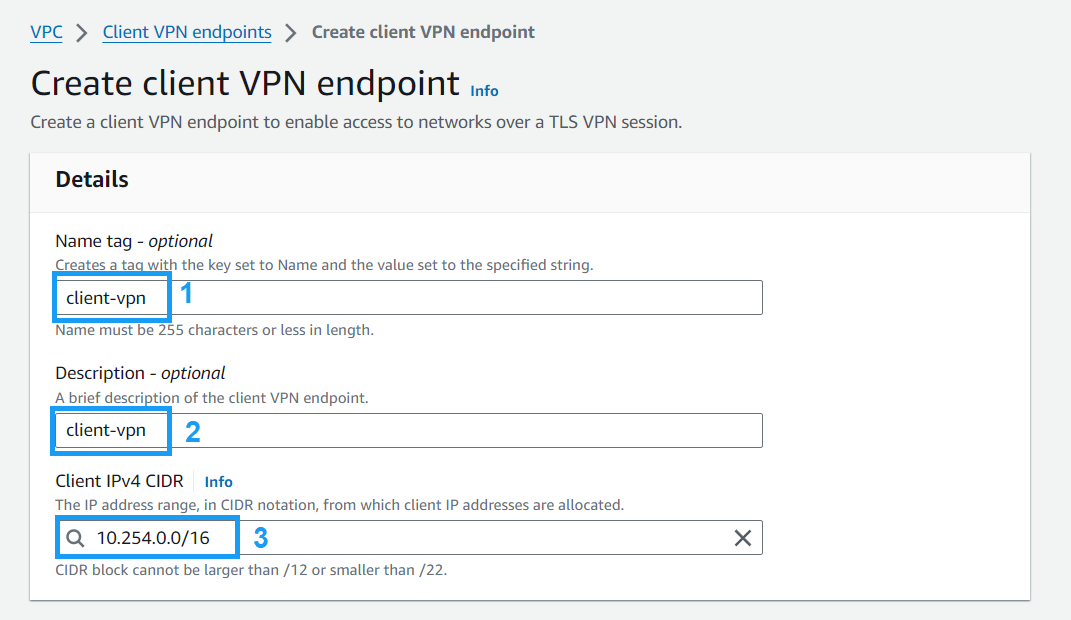 VPC > Client VPN endpoints > Create client VPN endpoint
Create client VPN endpoint Info
Create a client VPN endpoint to enable access to networks over a TLS VPN session.
Details
Name tag - optional
Creates a tag with the key set to Name and the value set to the specified string.
client-vpn 1
Name must be 255 characters or less in length.
Description - optional
A brief description of the client VPN endpoint.
client-vpn 2
Client IPv4 CIDR Info
The IP address range, in CIDR notation, from which client IP addresses are allocated.
10.254.0.0/16 3
CIDR block cannot be larger than /12 or smaller than /22.